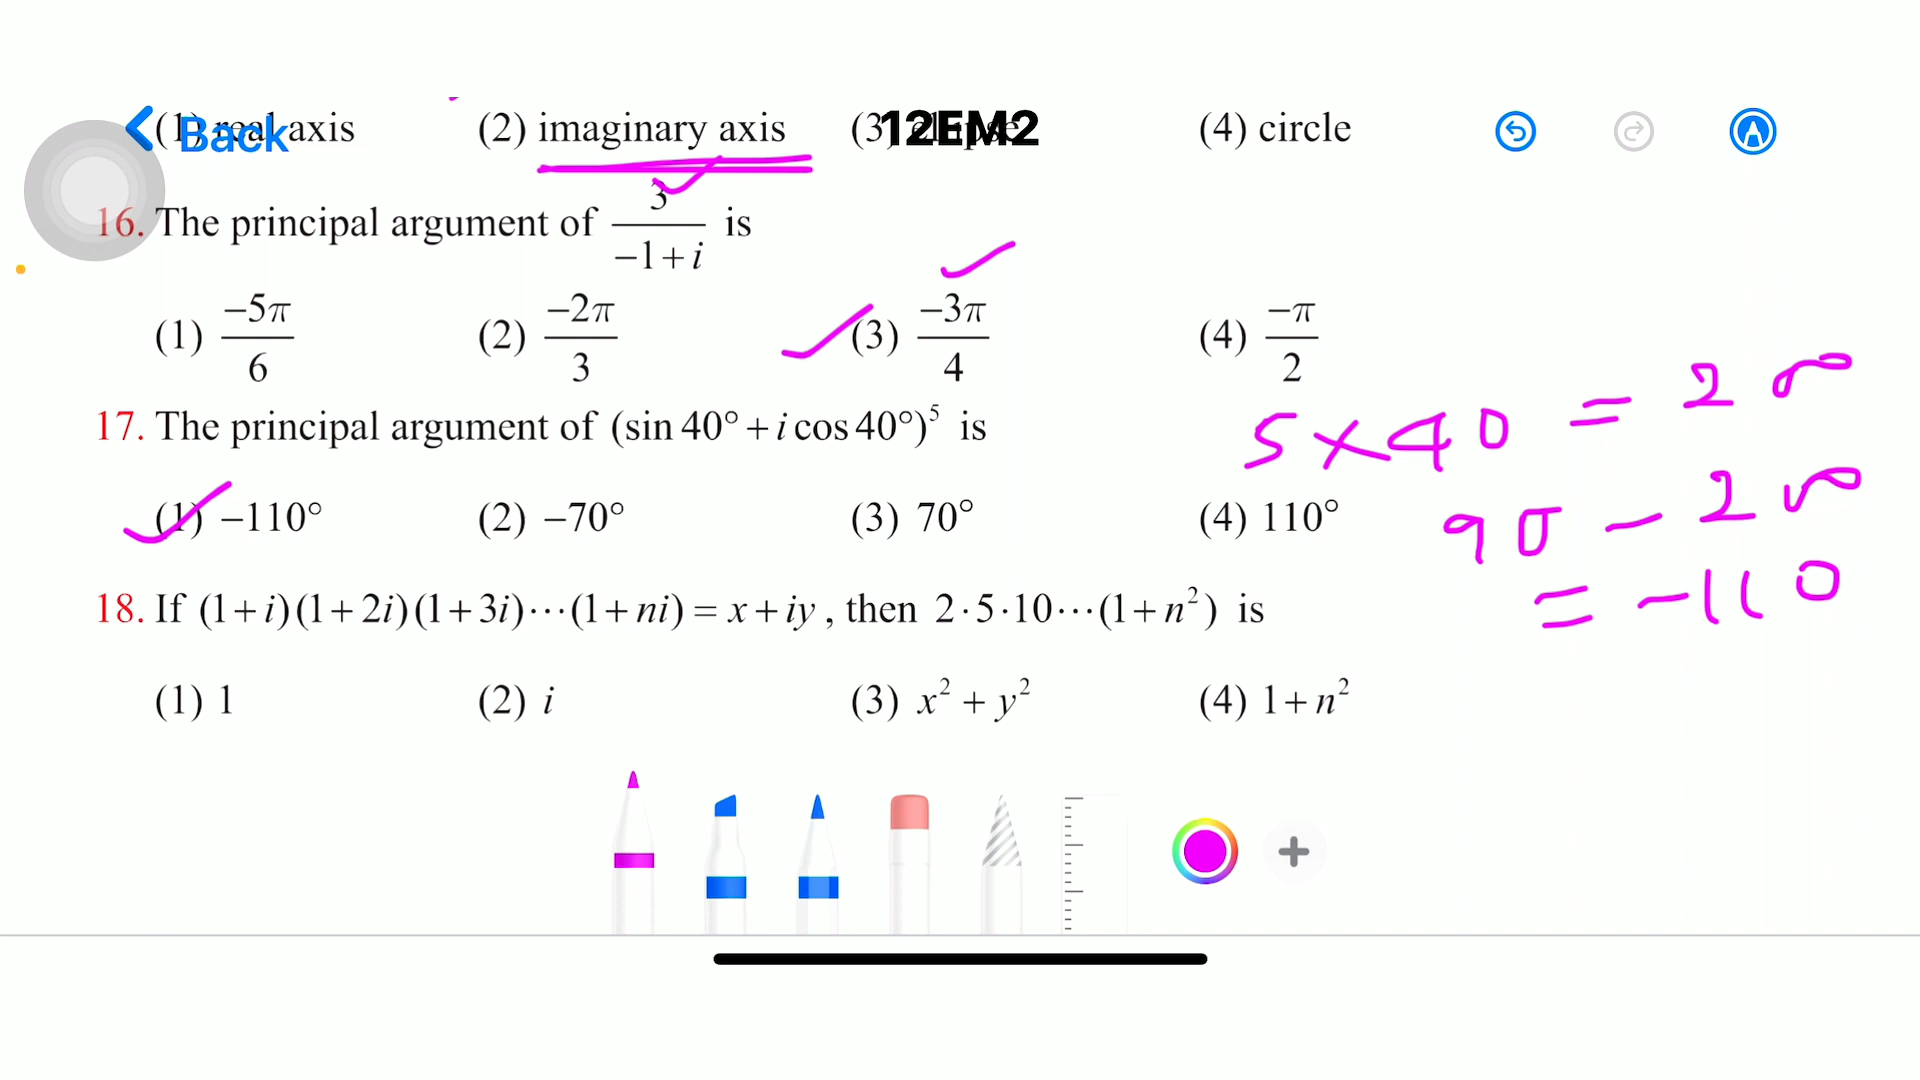 Back
12EM2
(1) real axis (2) imaginary axis (3) ellipse (4) circle
16. The principal argument of 3/(−1+i) is
(1) −5π/6 (2) −2π/3 (3) −3π/4 (4) −π/2
5×40 = 200
17. The principal argument of (sin 40° + i cos 40°)⁵ is
(1) −110° (2) −70° (3) 70° (4) 110°
90 − 200
= −110
18. If (1+i)(1+2i)(1+3i)⋯(1+ni) = x+iy, then 2·5·10⋯(1+n²) is
(1) 1 (2) i (3) x² + y² (4) 1+n²